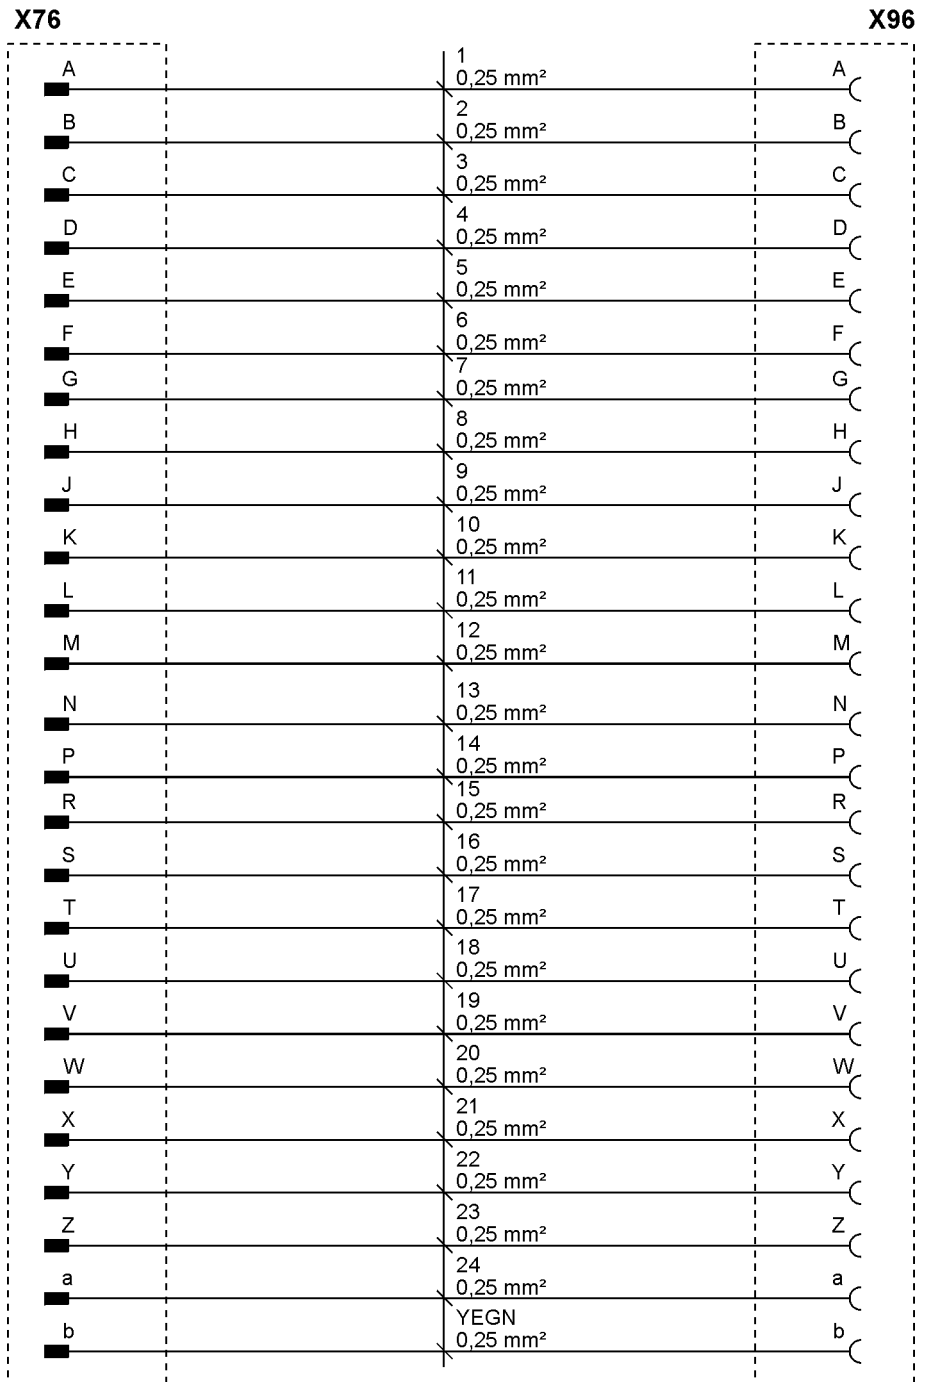 X76 X96
A 1 A
0,25 mm²
B 2 B
0,25 mm²
C 3 C
0,25 mm²
D 4 D
0,25 mm²
E 5 E
0,25 mm²
F 6 F
0,25 mm²
G 7 G
0,25 mm²
H 8 H
0,25 mm²
J 9 J
0,25 mm²
K 10 K
0,25 mm²
L 11 L
0,25 mm²
M 12 M
0,25 mm²
N 13 N
0,25 mm²
P 14 P
0,25 mm²
R 15 R
0,25 mm²
S 16 S
0,25 mm²
T 17 T
0,25 mm²
U 18 U
0,25 mm²
V 19 V
0,25 mm²
W 20 W
0,25 mm²
X 21 X
0,25 mm²
Y 22 Y
0,25 mm²
Z 23 Z
0,25 mm²
a 24 a
0,25 mm²
b YEGN b
0,25 mm²